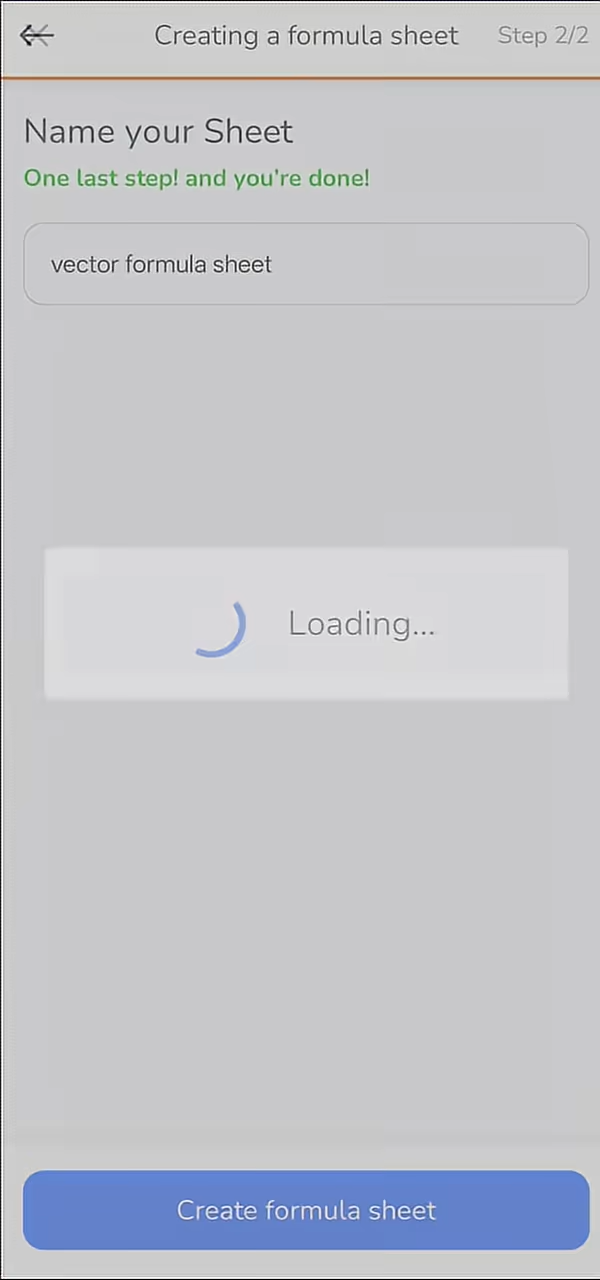 Creating a formula sheet Step 2/2
Name your Sheet
One last step! and you're done!
vector formula sheet
Loading...
Create formula sheet